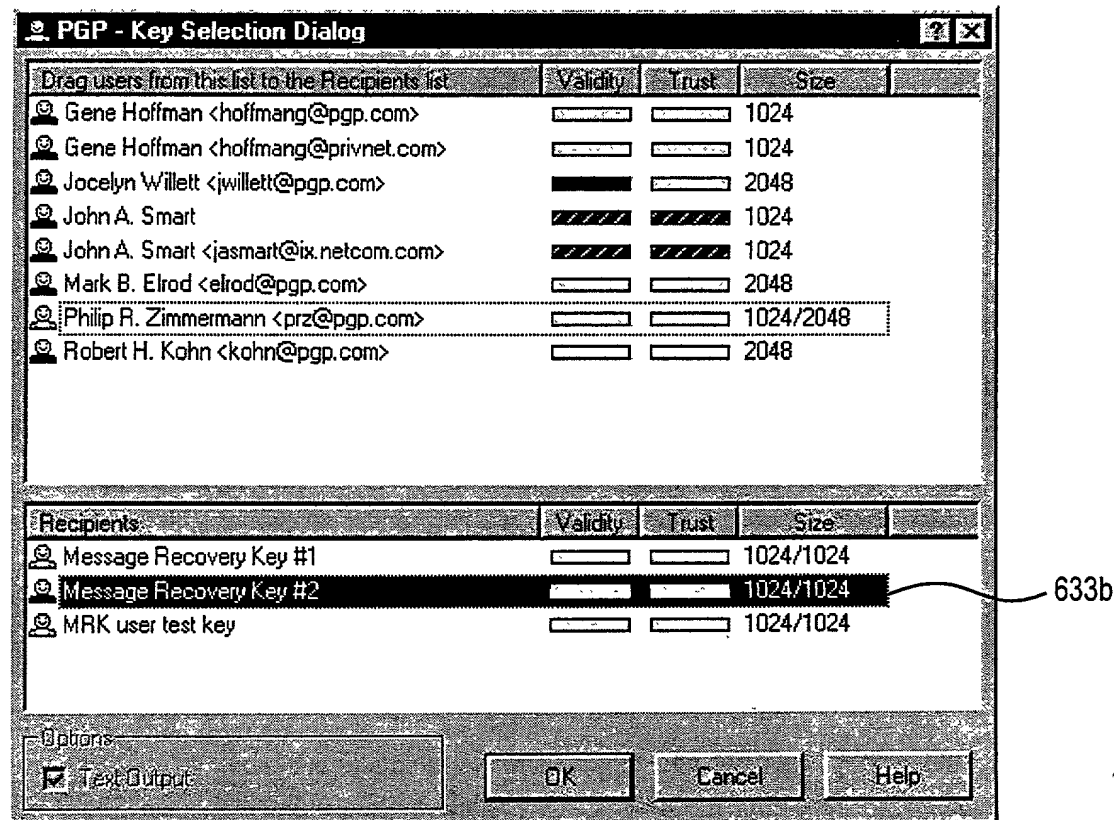 PGP - Key Selection Dialog
Drag users from this list to the Recipients list Validity Trust Size
Gene Hoffman <hoffmang@pgp.com> 1024
Gene Hoffman <hoffmang@privnet.com> 1024
Jocelyn Willett <jwillett@pgp.com> 2048
John A. Smart 1024
John A. Smart <jasmart@ix.netcom.com> 1024
Mark B. Elrod <elrod@pgp.com> 2048
Philip R. Zimmermann <prz@pgp.com> 1024/2048
Robert H. Kohn <kohn@pgp.com> 2048
Recipients Validity Trust Size
Message Recovery Key #1 1024/1024
Message Recovery Key #2 1024/1024 633b
MRK user test key 1024/1024
Options
Text Output OK Cancel Help